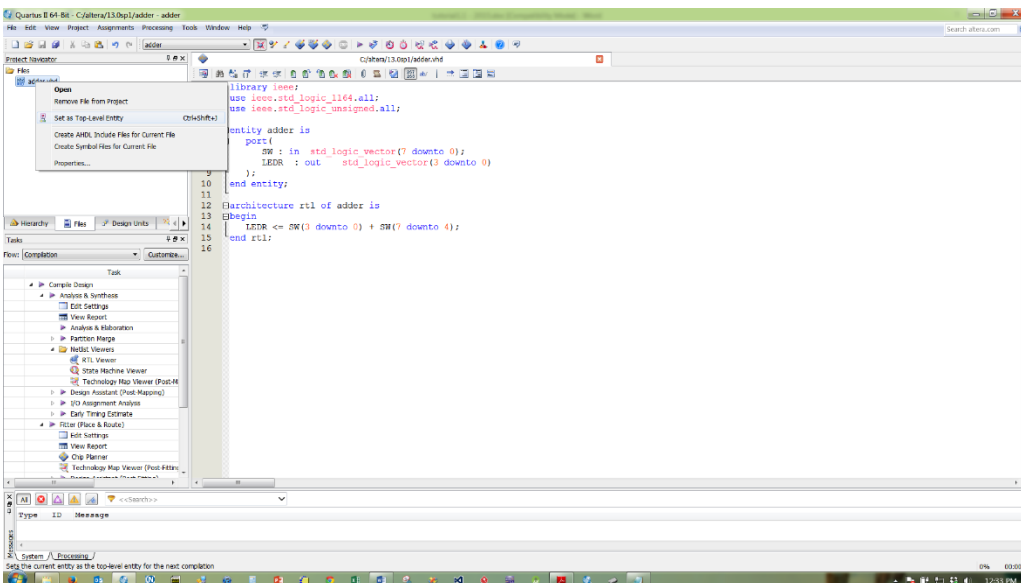 Quartus II 64-Bit - C:/altera/13.0sp1/adder - adder
File Edit View Project Assignments Processing Tools Window Help
Search altera.com
adder
Project Navigator
C:/altera/13.0sp1/adder.vhd
Files
adder.vhd
Open
Remove File from Project
Set as Top-Level Entity Ctrl+Shift+J
Create AHDL Include Files for Current File
Create Symbol Files for Current File
Properties...
library ieee;
use ieee.std_logic_1164.all;
use ieee.std_logic_unsigned.all;
entity adder is
port(
SW : in std_logic_vector(7 downto 0);
LEDR : out std_logic_vector(3 downto 0)
9 );
10 end entity;
11
12 architecture rtl of adder is
13 begin
14 LEDR <= SW(3 downto 0) + SW(7 downto 4);
15 end rtl;
16
Hierarchy Files Design Units
Tasks
Flow: Compilation Customize...
Task
Compile Design
Analysis & Synthesis
Edit Settings
View Report
Analysis & Elaboration
Partition Merge
Netlist Viewers
RTL Viewer
State Machine Viewer
Technology Map Viewer (Post-M
Design Assistant (Post-Mapping)
I/O Assignment Analysis
Early Timing Estimate
Fitter (Place & Route)
Edit Settings
View Report
Chip Planner
Technology Map Viewer (Post-Fittin
All <<Search>>
Type ID Message
Messages
System Processing
Sets the current entity as the top-level entity for the next compilation
0% 00:00
12:33 PM